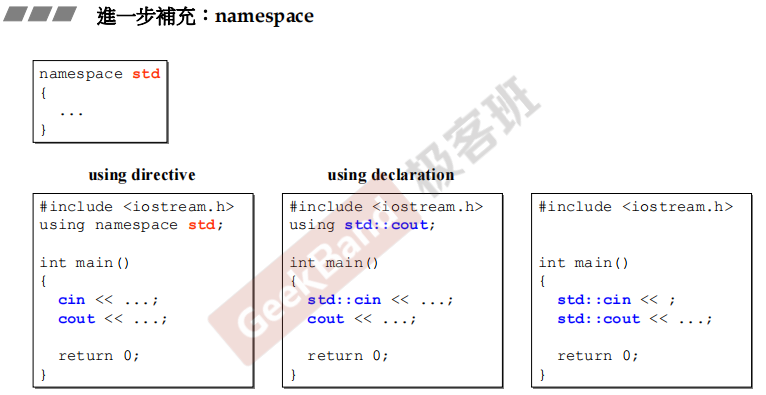 進一步補充：namespace
namespace std
{
...
}
using directive
#include <iostream.h>
using namespace std;
int main()
{
cin << ...;
cout << ...;
return 0;
}
using declaration
#include <iostream.h>
using std::cout;
int main()
{
std::cin << ...;
cout << ...;
return 0;
}
#include <iostream.h>
int main()
{
std::cin << ;
std::cout << ...;
return 0;
}
GeekBand 极客班